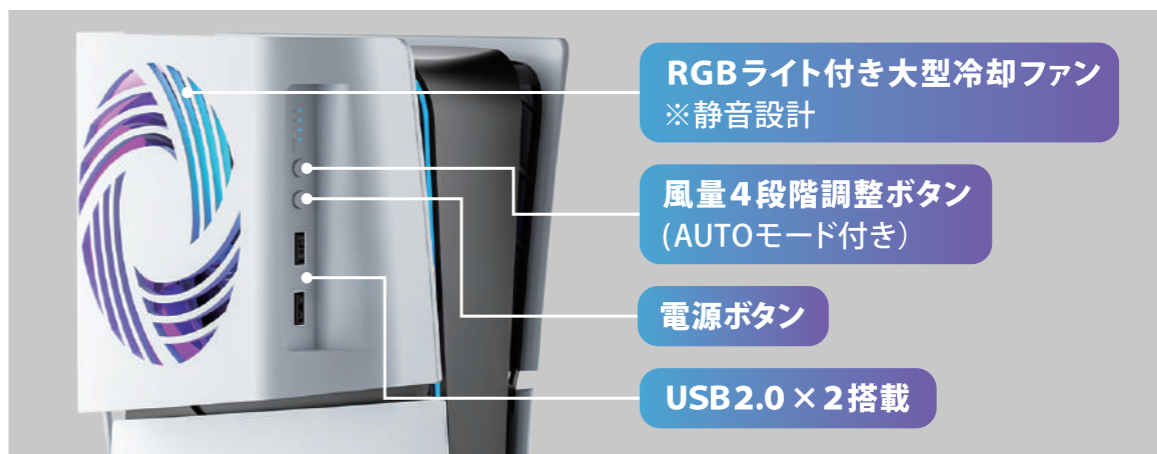 RGBライト付き大型冷却ファン
※静音設計
風量4段階調整ボタン
(AUTOモード付き)
電源ボタン
USB2.0×2搭載